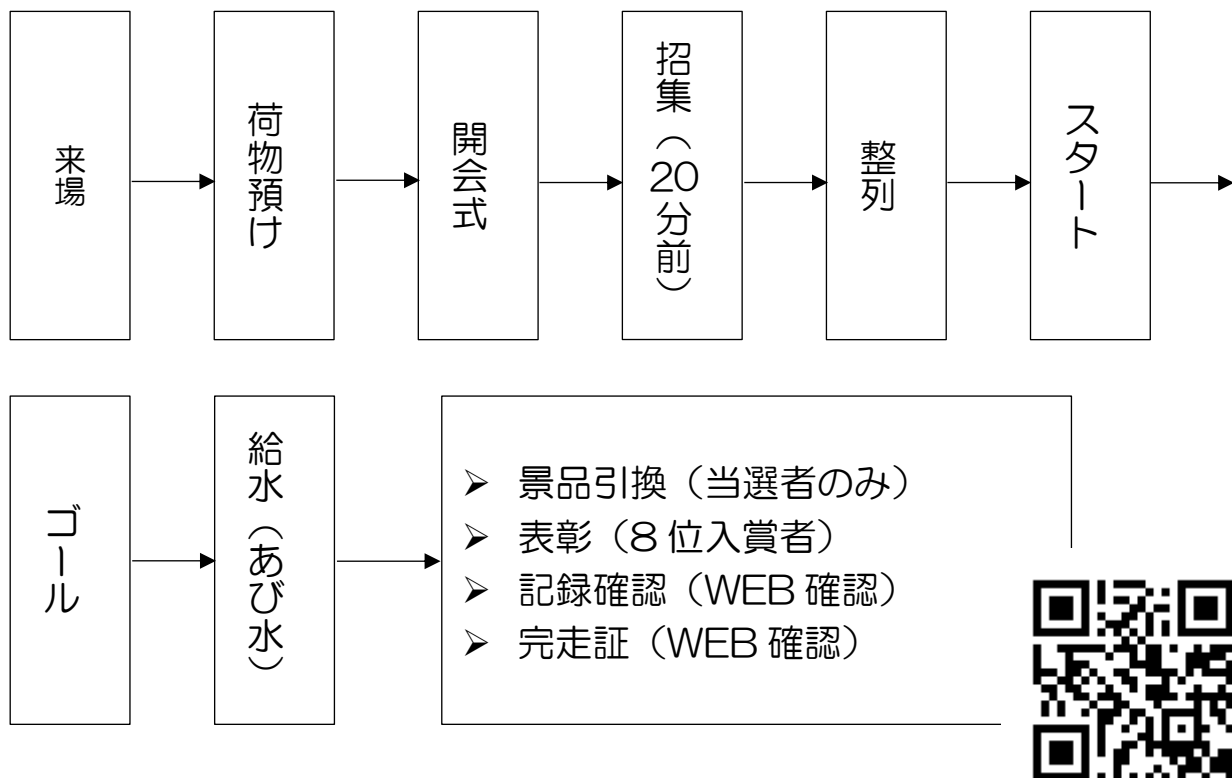 来場
荷物預け
開会式
招集（20分前）
整列
スタート
ゴール
給水（あび水）
➢ 景品引換（当選者のみ）
➢ 表彰（8位入賞者）
➢ 記録確認（WEB確認）
➢ 完走証（WEB確認）